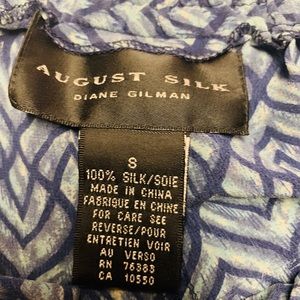 AUGUST SILK
DIANE GILMAN
S
100% SILK/SOIE
MADE IN CHINA
FABRIQUE EN CHINE
FOR CARE SEE
REVERSE/POUR
ENTRETIEN VOIR
AU VERSO
RN 76383
CA 10550